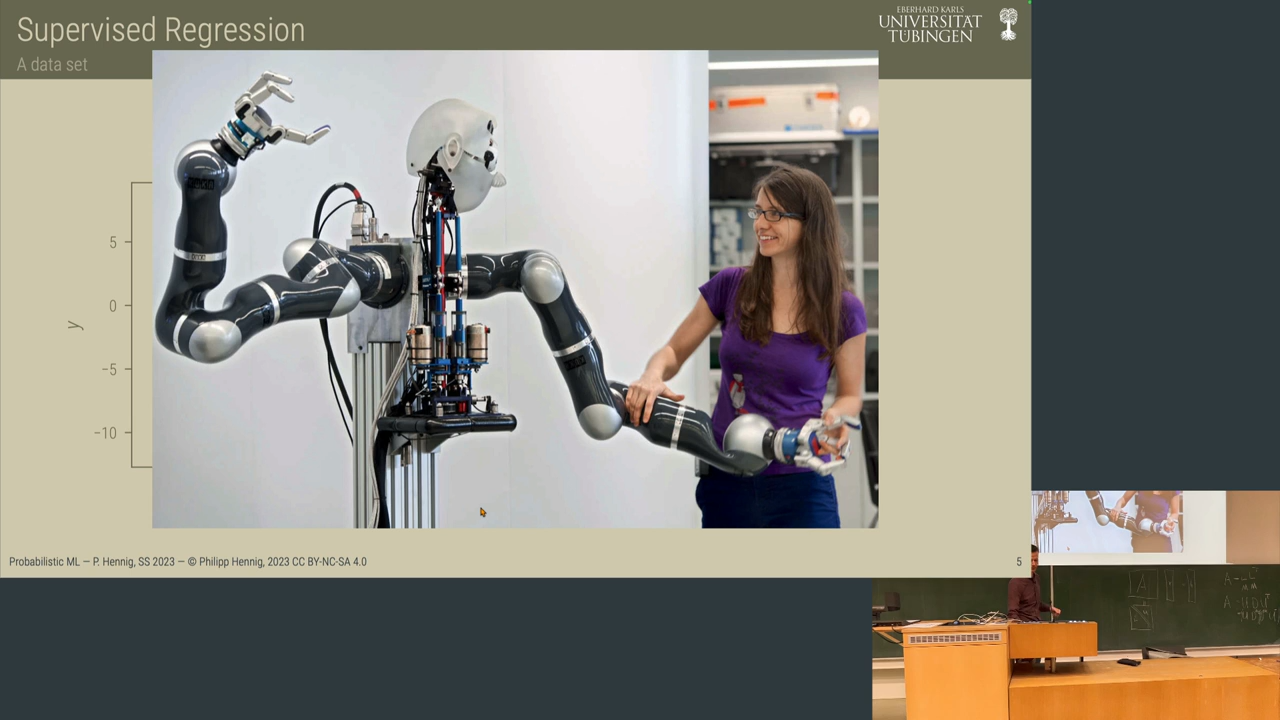 Supervised Regression
A data set
EBERHARD KARLS
UNIVERSITÄT
TÜBINGEN
5
0
−5
−10
y
Probabilistic ML — P. Hennig, SS 2023 — © Philipp Hennig, 2023 CC BY-NC-SA 4.0
5